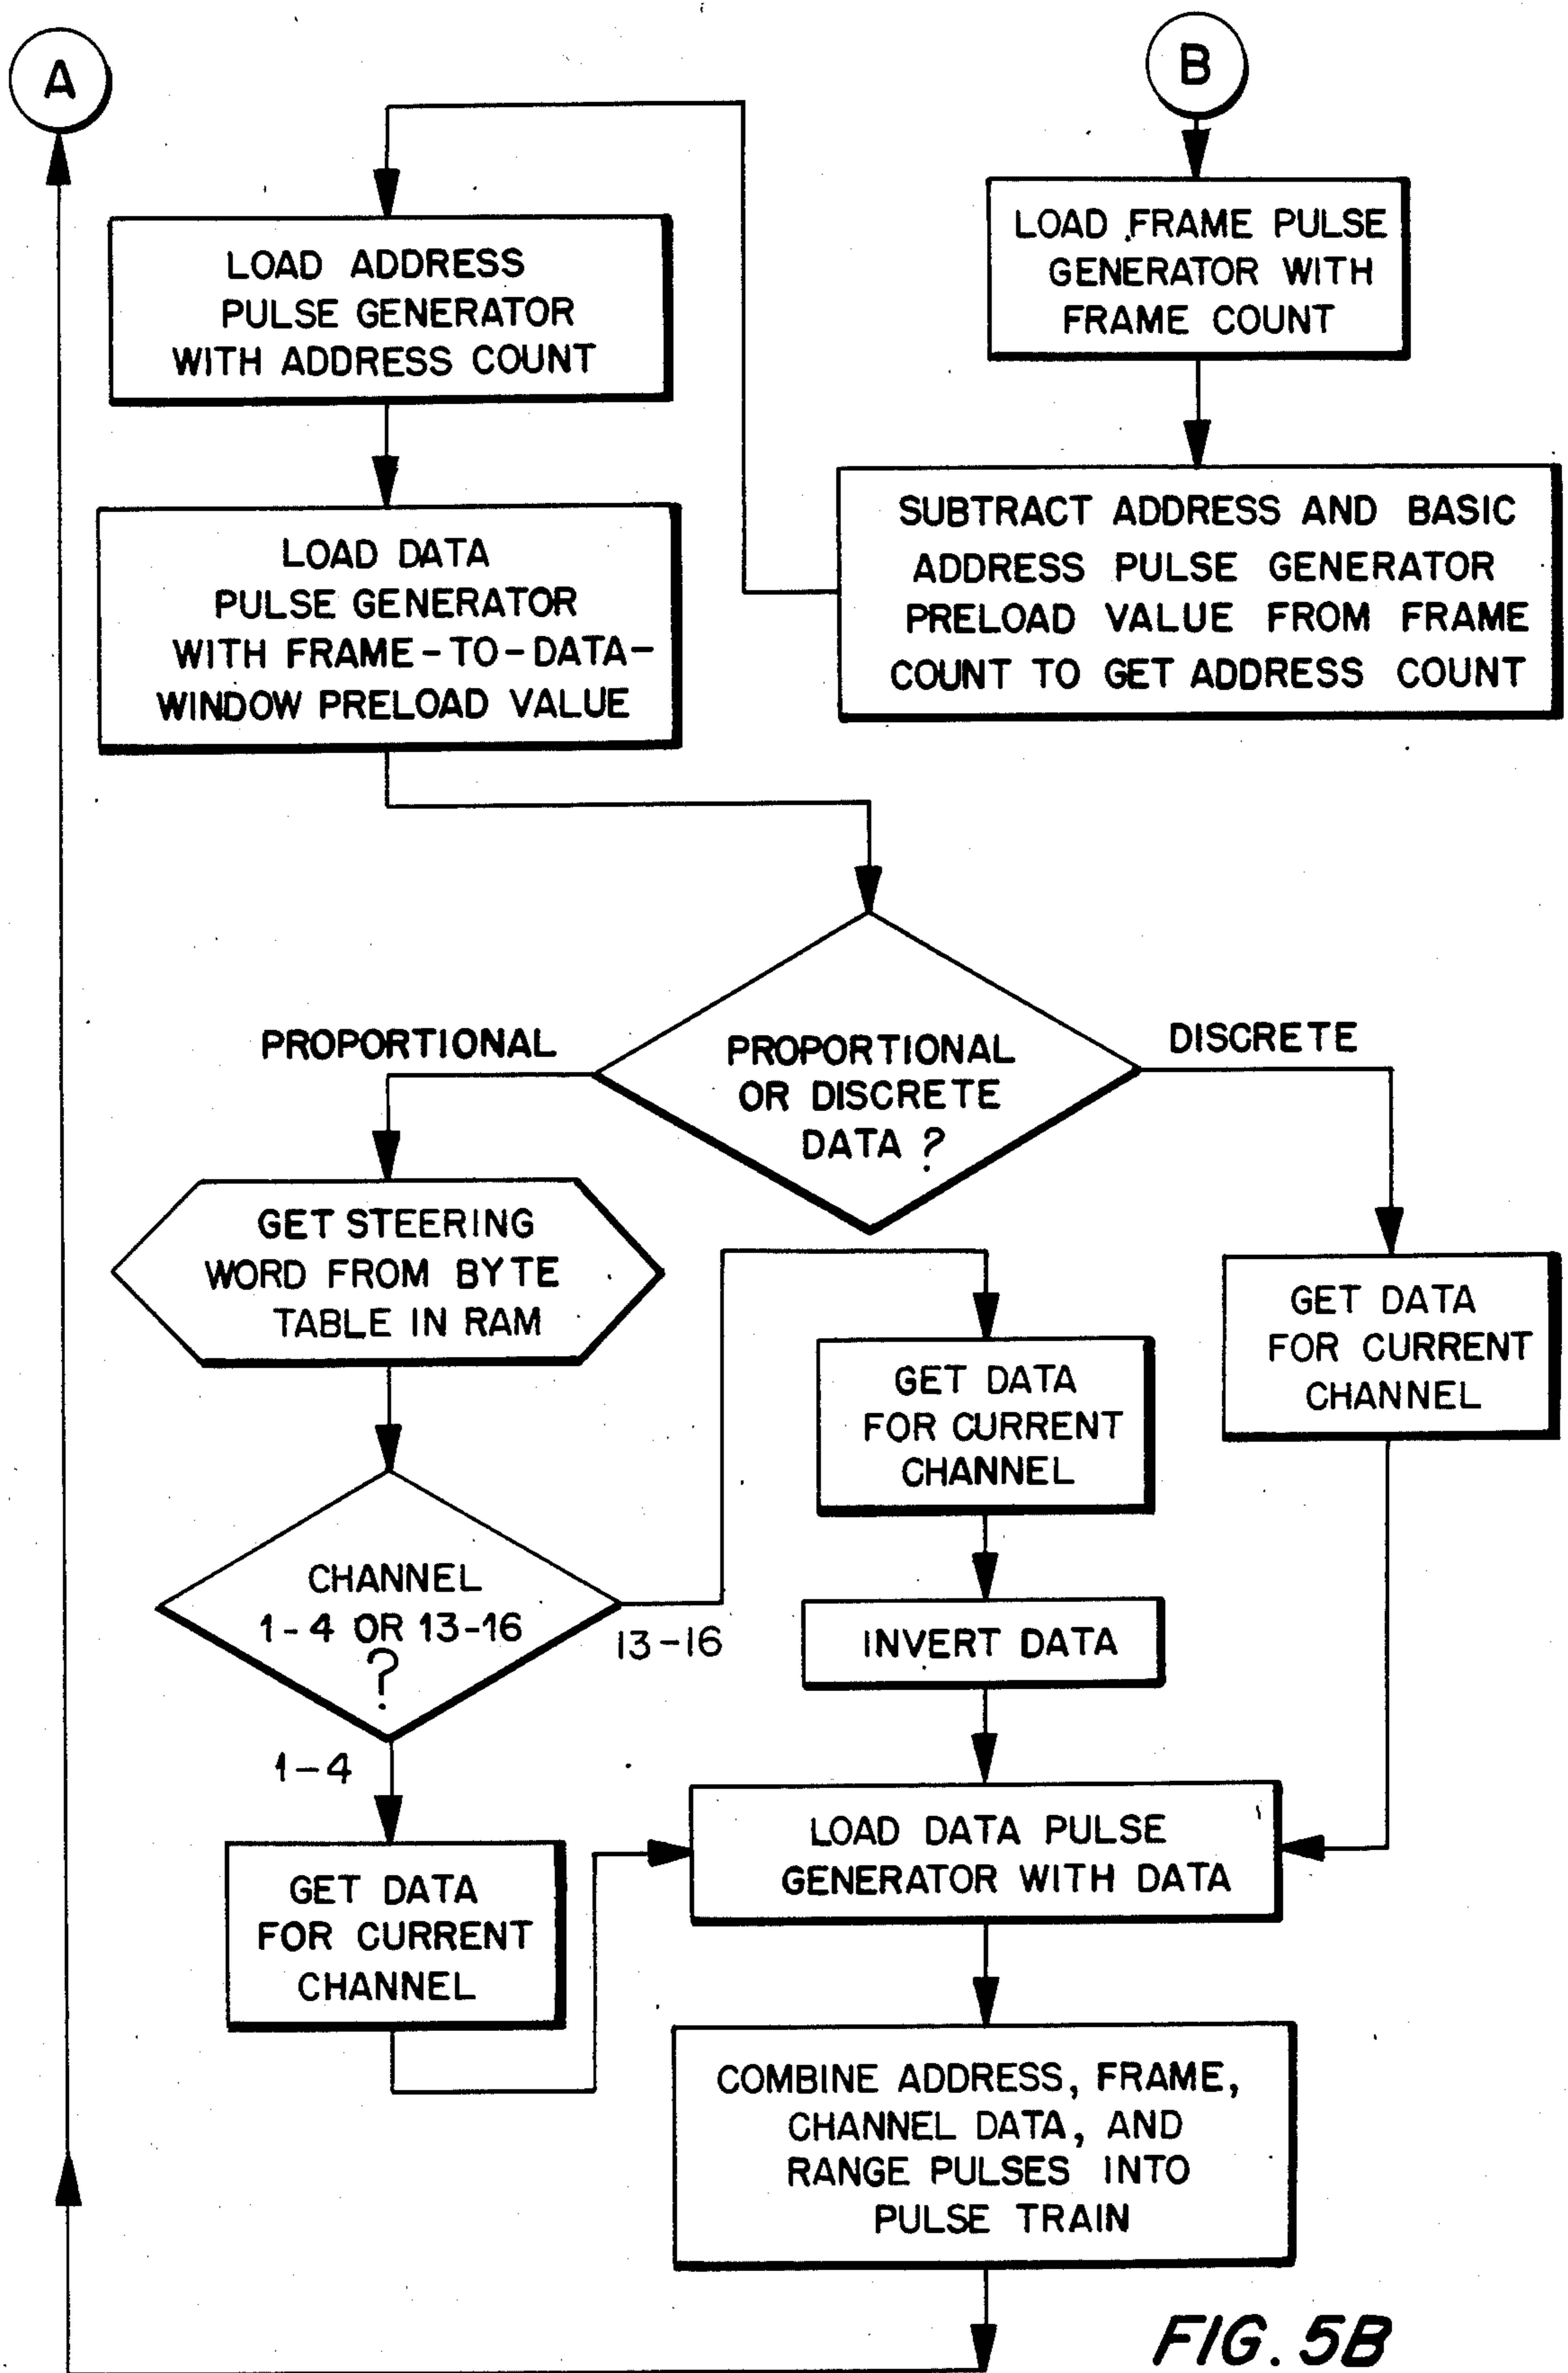 A
B
LOAD FRAME PULSE
GENERATOR WITH
FRAME COUNT
SUBTRACT ADDRESS AND BASIC
ADDRESS PULSE GENERATOR
PRELOAD VALUE FROM FRAME
COUNT TO GET ADDRESS COUNT
LOAD ADDRESS
PULSE GENERATOR
WITH ADDRESS COUNT
LOAD DATA
PULSE GENERATOR
WITH FRAME-TO-DATA-
WINDOW PRELOAD VALUE
PROPORTIONAL
OR DISCRETE
DATA ?
PROPORTIONAL
DISCRETE
GET STEERING
WORD FROM BYTE
TABLE IN RAM
CHANNEL
1-4 OR 13-16
?
13-16
1-4
GET DATA
FOR CURRENT
CHANNEL
INVERT DATA
GET DATA
FOR CURRENT
CHANNEL
GET DATA
FOR CURRENT
CHANNEL
LOAD DATA PULSE
GENERATOR WITH DATA
COMBINE ADDRESS, FRAME,
CHANNEL DATA, AND
RANGE PULSES INTO
PULSE TRAIN
FIG. 5B